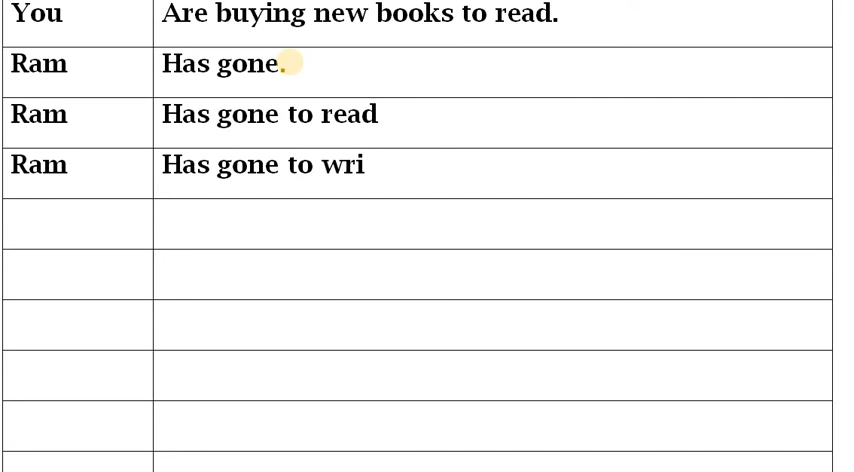 You Are buying new books to read.
Ram Has gone.
Ram Has gone to read
Ram Has gone to wri